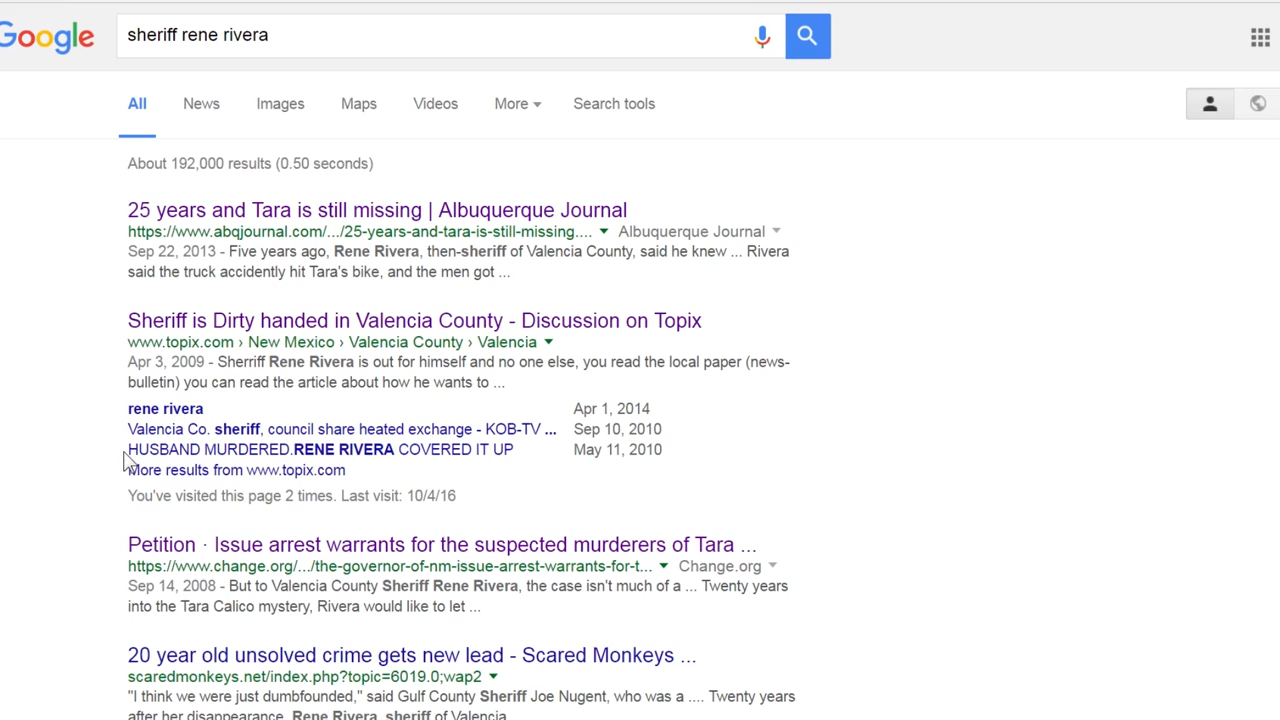 Google
sheriff rene rivera
All News Images Maps Videos More Search tools
About 192,000 results (0.50 seconds)
25 years and Tara is still missing | Albuquerque Journal
https://www.abqjournal.com/.../25-years-and-tara-is-still-missing.... Albuquerque Journal
Sep 22, 2013 - Five years ago, Rene Rivera, then-sheriff of Valencia County, said he knew ... Rivera
said the truck accidently hit Tara's bike, and the men got ...
Sheriff is Dirty handed in Valencia County - Discussion on Topix
www.topix.com › New Mexico › Valencia County › Valencia
Apr 3, 2009 - Sherriff Rene Rivera is out for himself and no one else, you read the local paper (news-
bulletin) you can read the article about how he wants to ...
rene rivera Apr 1, 2014
Valencia Co. sheriff, council share heated exchange - KOB-TV ... Sep 10, 2010
HUSBAND MURDERED.RENE RIVERA COVERED IT UP May 11, 2010
More results from www.topix.com
You've visited this page 2 times. Last visit: 10/4/16
Petition · Issue arrest warrants for the suspected murderers of Tara ...
https://www.change.org/.../the-governor-of-nm-issue-arrest-warrants-for-t... Change.org
Sep 14, 2008 - But to Valencia County Sheriff Rene Rivera, the case isn't much of a ... Twenty years
into the Tara Calico mystery, Rivera would like to let ...
20 year old unsolved crime gets new lead - Scared Monkeys ...
scaredmonkeys.net/index.php?topic=6019.0;wap2
"I think we were just dumbfounded," said Gulf County Sheriff Joe Nugent, who was a .... Twenty years
after her disappearance, Rene Rivera, sheriff of Valencia